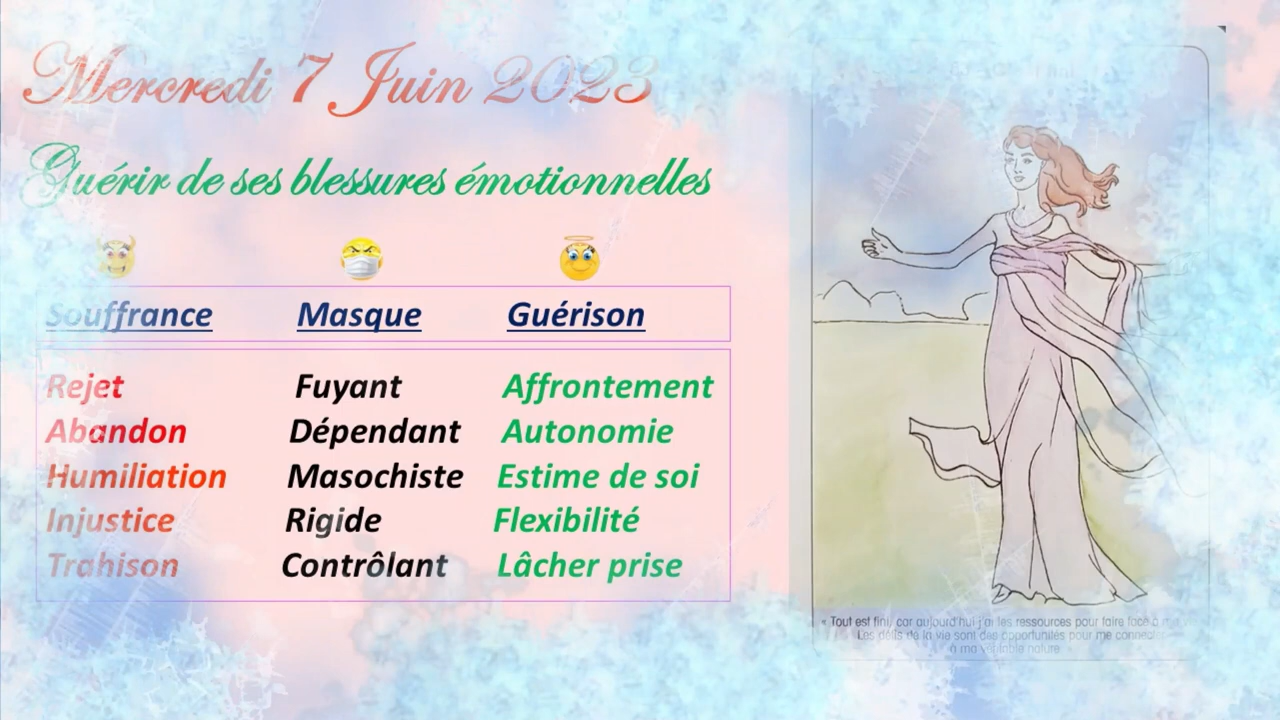 Mercredi 7 Juin 2023
Guérir de ses blessures émotionnelles
Souffrance Masque Guérison
Rejet Fuyant Affrontement
Abandon Dépendant Autonomie
Humiliation Masochiste Estime de soi
Injustice Rigide Flexibilité
Trahison Contrôlant Lâcher prise
« Tout est fini, car aujourd'hui j'ai les ressources pour faire face à ma
Les défis de la vie sont des opportunités pour me connecter
à ma véritable nature. »